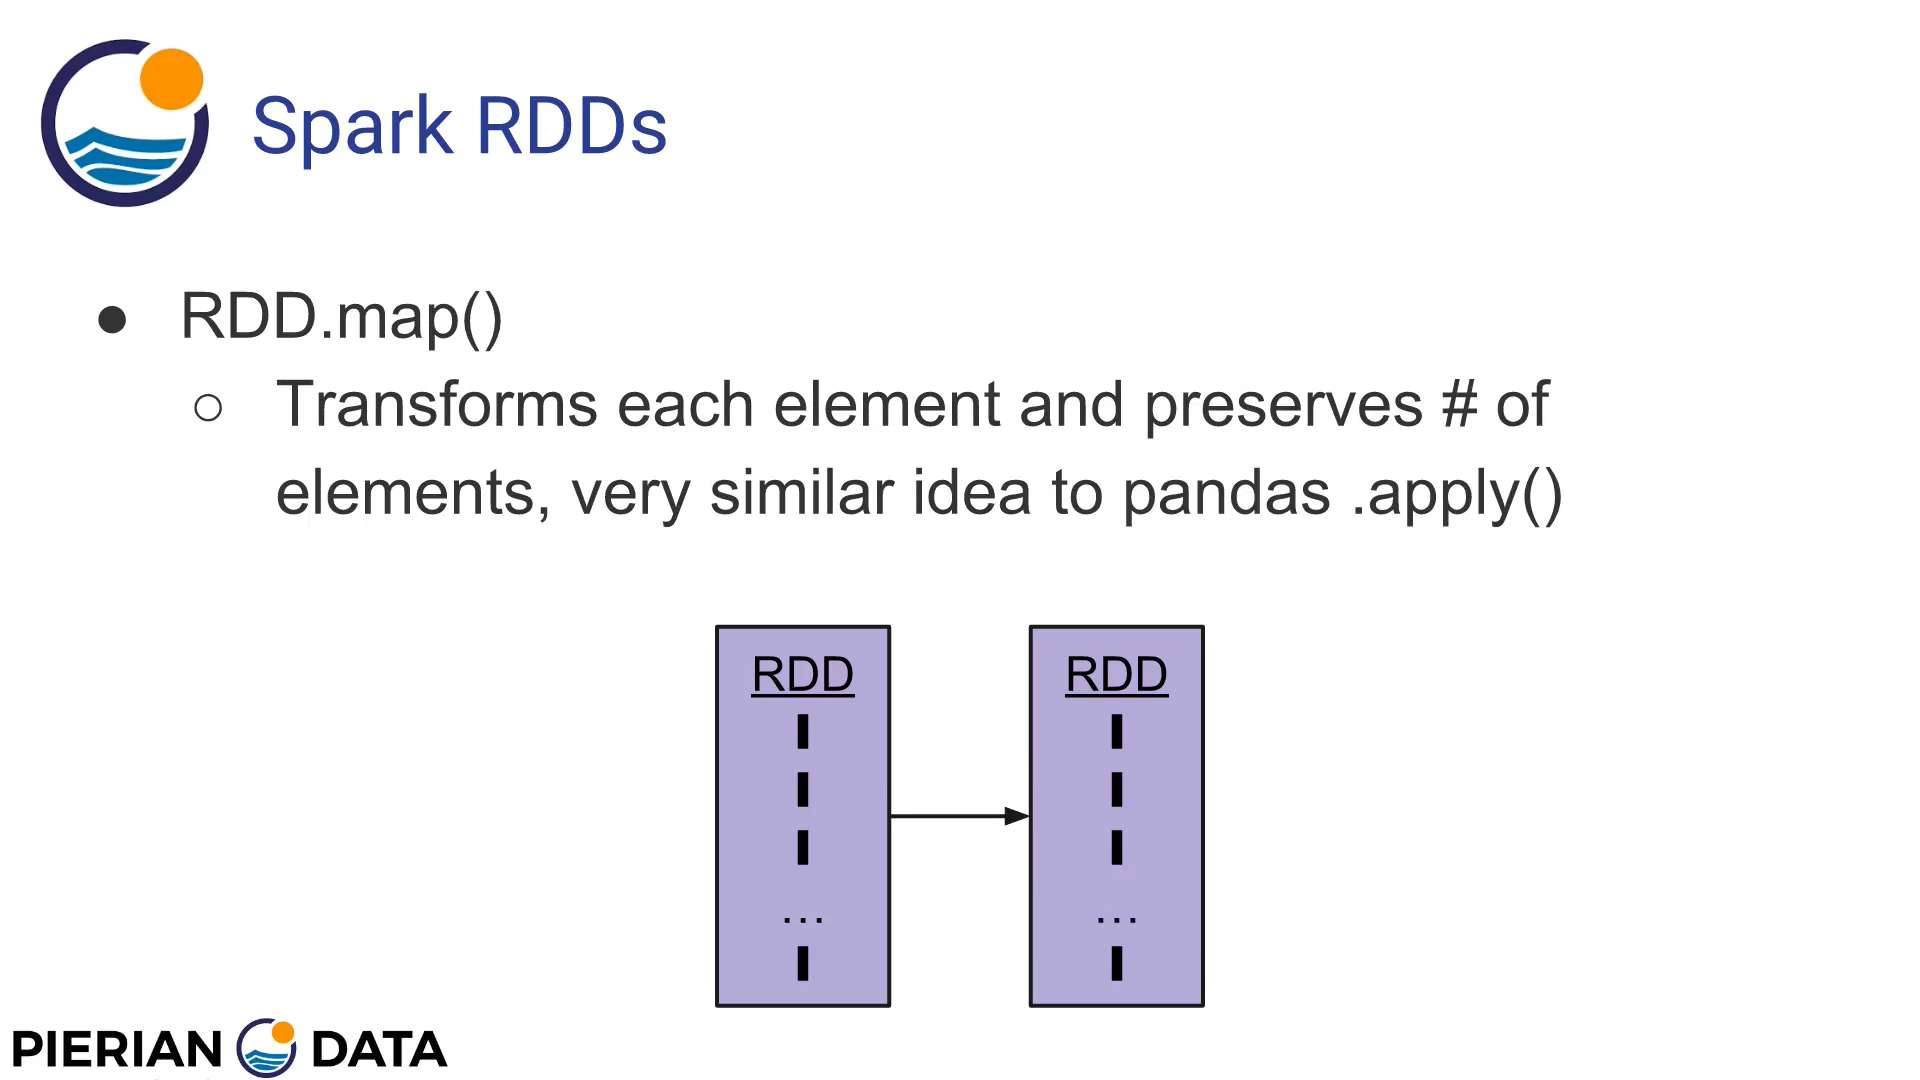 Spark RDDs
● RDD.map()
○ Transforms each element and preserves # of
elements, very similar idea to pandas .apply()
RDD
...
RDD
...
PIERIAN DATA